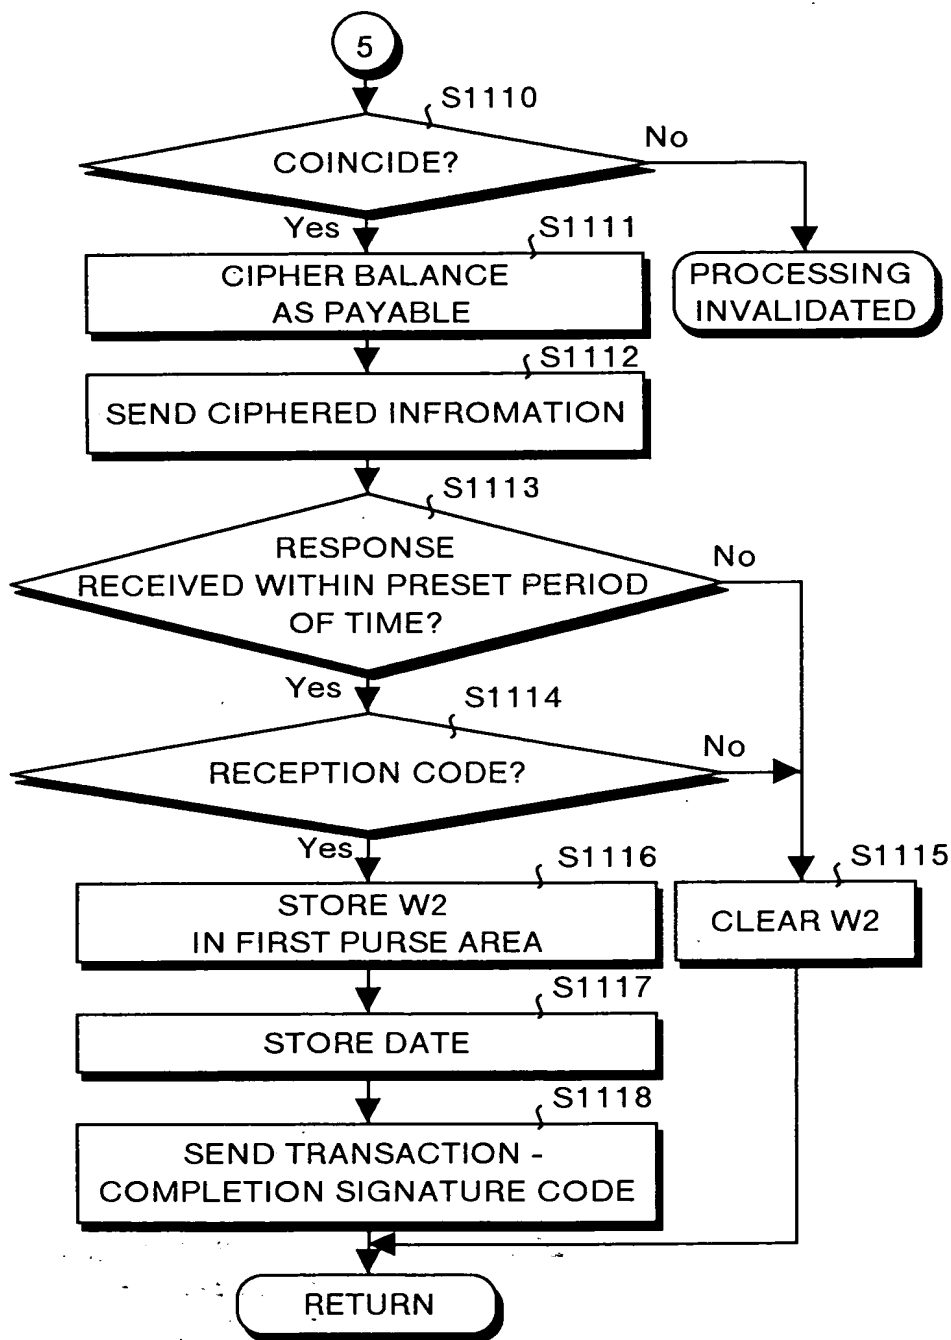 5
S1110
COINCIDE?
No
Yes
S1111
CIPHER BALANCE
AS PAYABLE
PROCESSING
INVALIDATED
S1112
SEND CIPHERED INFROMATION
S1113
RESPONSE
RECEIVED WITHIN PRESET PERIOD
OF TIME?
No
Yes
S1114
RECEPTION CODE?
No
Yes
S1116
STORE W2
IN FIRST PURSE AREA
S1115
CLEAR W2
S1117
STORE DATE
S1118
SEND TRANSACTION -
COMPLETION SIGNATURE CODE
RETURN